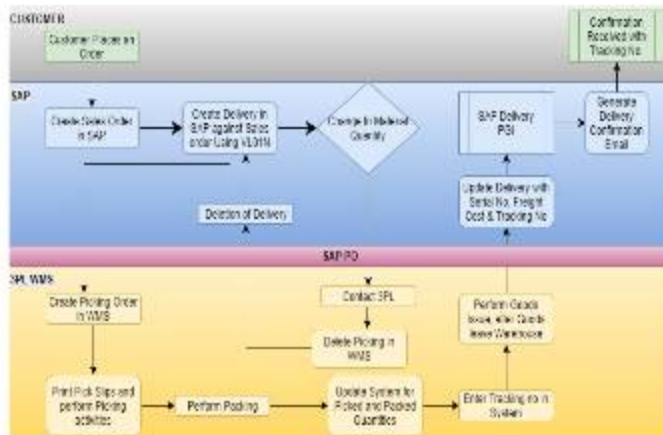 CUSTOMER
Customer Places an
Order
Confirmation
Received with
Tracking No
SAP
Create Sales Order
in SAP
Create Delivery in
SAP against Sales
order Using VL01N
Change In Material
Quantity
SAP Delivery
PGI
Generate
Delivery
Confirmation
Email
Deletion of Delivery
Update Delivery with
Serial No, Freight
Cost & Tracking No
SAP PO
SPL WMS
Create Picking Order
in WMS
Contact SPL
Delete Picking in
WMS
Perform Goods
Issue, after Goods
leave Warehouse
Print Pick Slips and
perform Picking
activities
Perform Packing
Update System for
Picked and Packed
Quantities
Enter Tracking no in
System